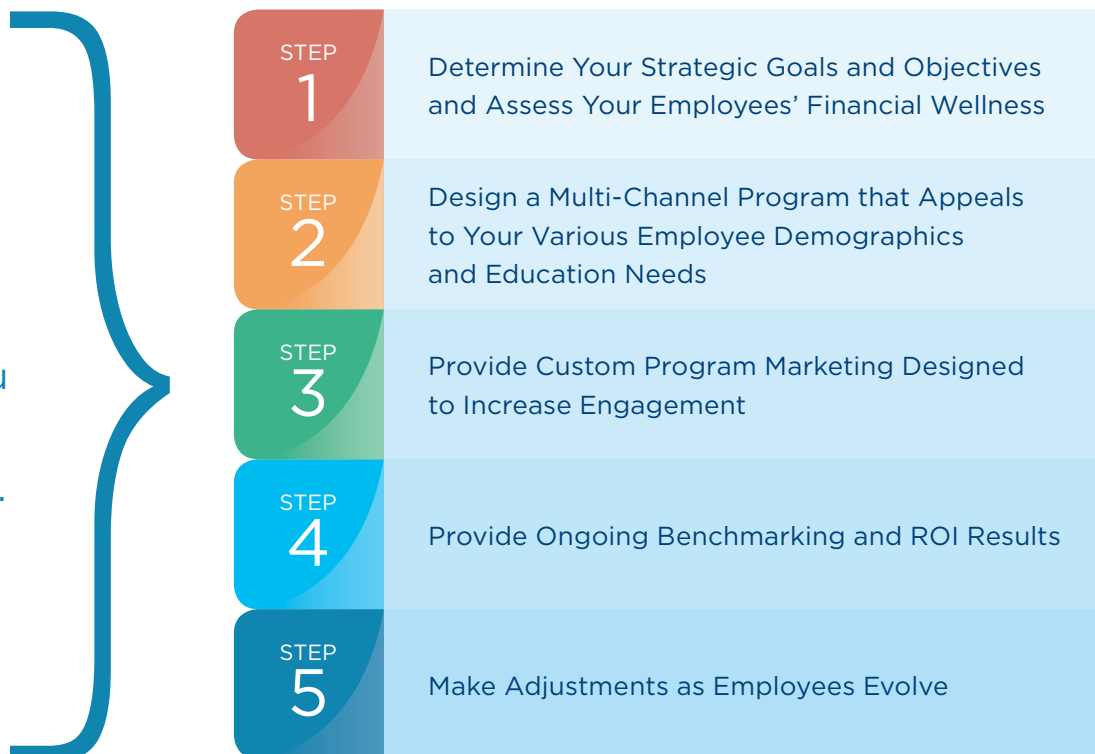 STEP
1
Determine Your Strategic Goals and Objectives
and Assess Your Employees’ Financial Wellness
STEP
2
Design a Multi-Channel Program that Appeals
to Your Various Employee Demographics
and Education Needs
STEP
3
Provide Custom Program Marketing Designed
to Increase Engagement
STEP
4
Provide Ongoing Benchmarking and ROI Results
STEP
5
Make Adjustments as Employees Evolve